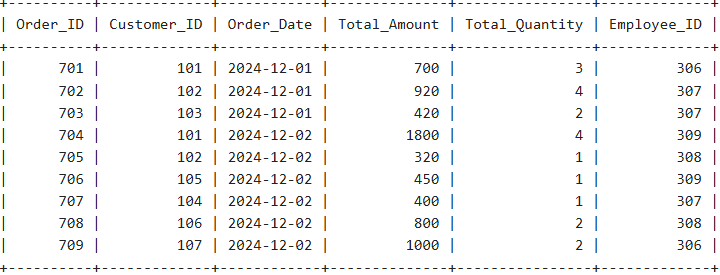 +----------+-------------+------------+--------------+----------------+-------------+
| Order_ID | Customer_ID | Order_Date | Total_Amount | Total_Quantity | Employee_ID |
+----------+-------------+------------+--------------+----------------+-------------+
| 701 | 101 | 2024-12-01 | 700 | 3 | 306 |
| 702 | 102 | 2024-12-01 | 920 | 4 | 307 |
| 703 | 103 | 2024-12-01 | 420 | 2 | 307 |
| 704 | 101 | 2024-12-02 | 1800 | 4 | 309 |
| 705 | 102 | 2024-12-02 | 320 | 1 | 308 |
| 706 | 105 | 2024-12-02 | 450 | 1 | 309 |
| 707 | 104 | 2024-12-02 | 400 | 1 | 307 |
| 708 | 106 | 2024-12-02 | 800 | 2 | 308 |
| 709 | 107 | 2024-12-02 | 1000 | 2 | 306 |
+----------+-------------+------------+--------------+----------------+-------------+